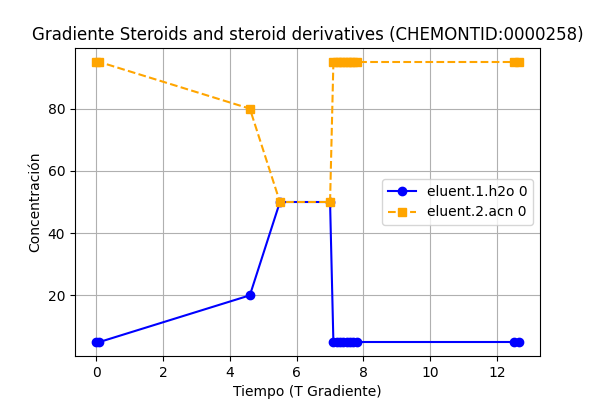 Gradiente Steroids and steroid derivatives (CHEMONTID:0000258)
Concentración
80
60
40
20
eluent.1.h2o 0
eluent.2.acn 0
0 2 4 6 8 10 12
Tiempo (T Gradiente)